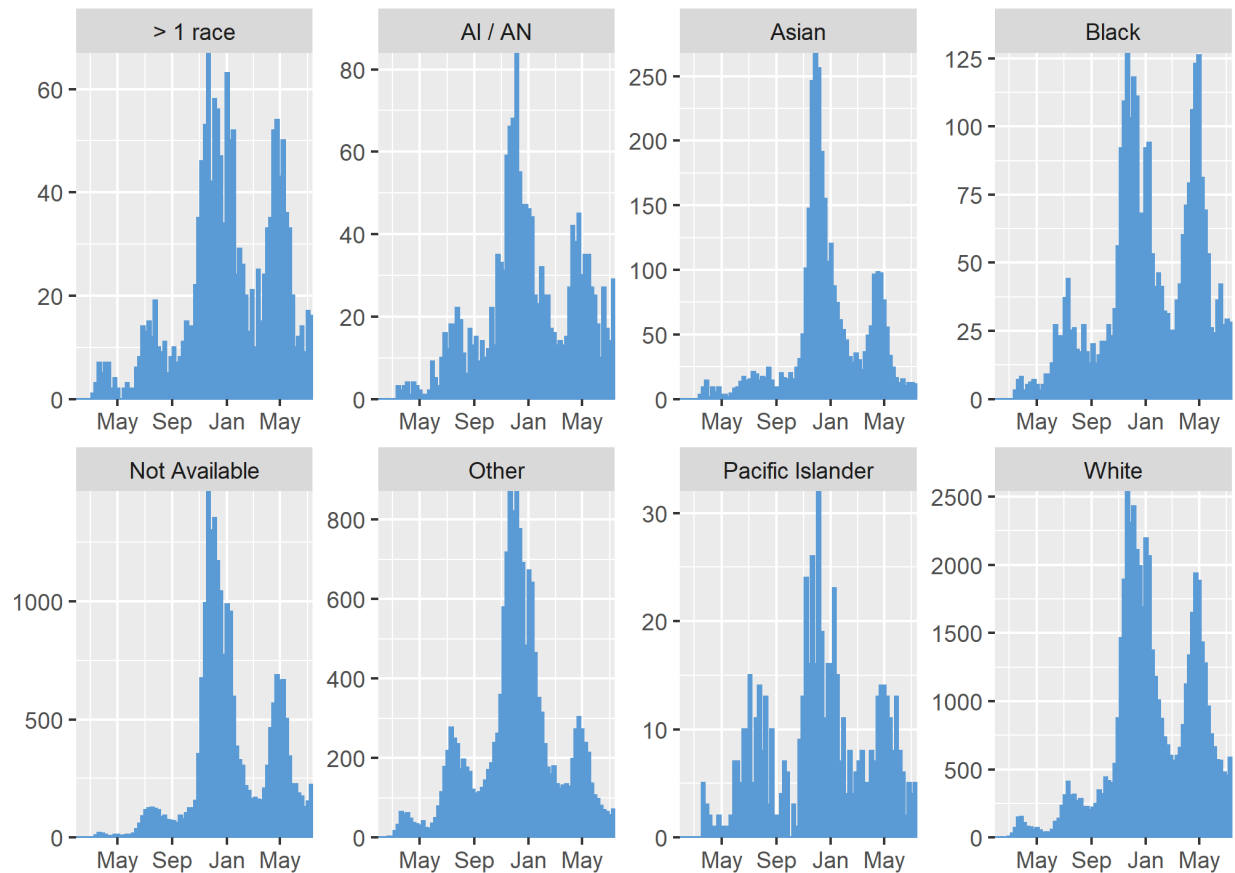 > 1 race
AI / AN
Asian
Black
60
40
20
0
80
60
40
20
0
250
200
150
100
50
0
125
100
75
50
25
0
May Sep Jan May
May Sep Jan May
May Sep Jan May
May Sep Jan May
Not Available
Other
Pacific Islander
White
1000
500
0
800
600
400
200
0
30
20
10
0
2500
2000
1500
1000
500
0
May Sep Jan May
May Sep Jan May
May Sep Jan May
May Sep Jan May